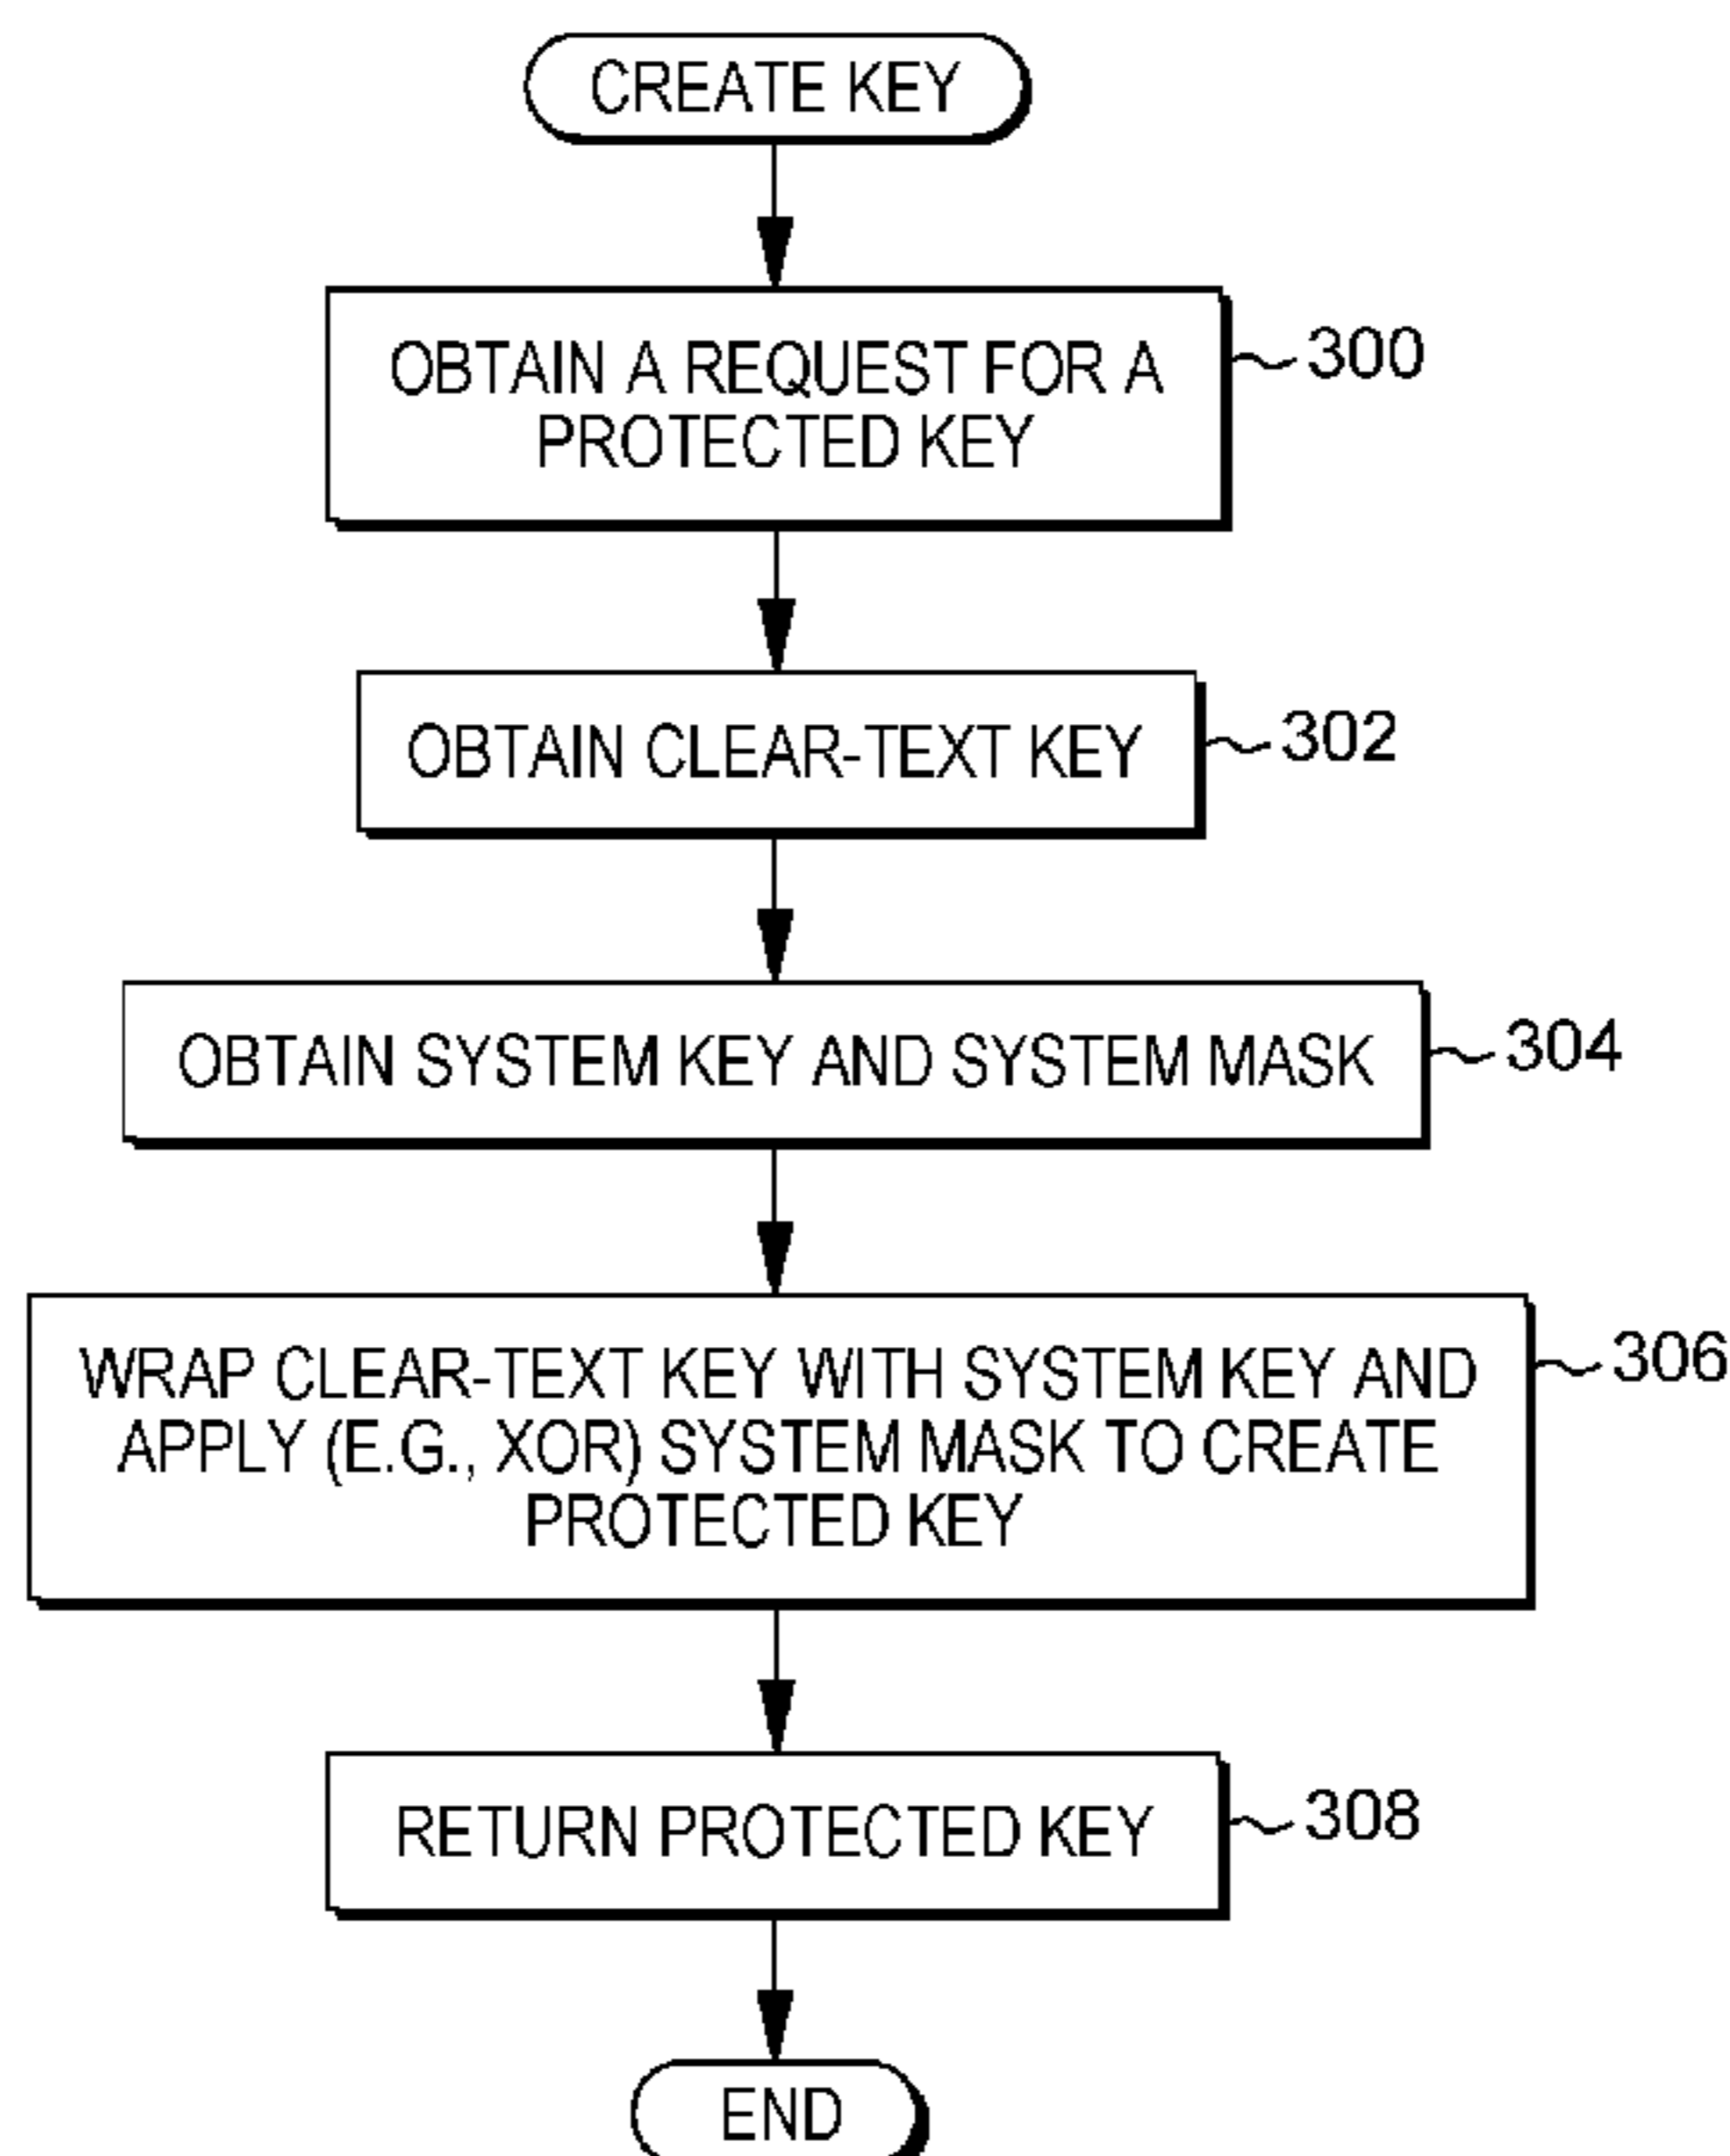 CREATE KEY
OBTAIN A REQUEST FOR A
PROTECTED KEY
300
OBTAIN CLEAR-TEXT KEY
302
OBTAIN SYSTEM KEY AND SYSTEM MASK
304
WRAP CLEAR-TEXT KEY WITH SYSTEM KEY AND
APPLY (E.G., XOR) SYSTEM MASK TO CREATE
PROTECTED KEY
306
RETURN PROTECTED KEY
308
END